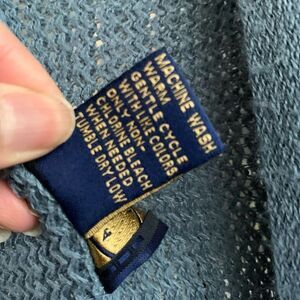 MACHINE WASH
WARM
GENTLE CYCLE
WITH LIKE COLORS
ONLY NON-
CHLORINE BLEACH
WHEN NEEDED
TUMBLE DRY LOW